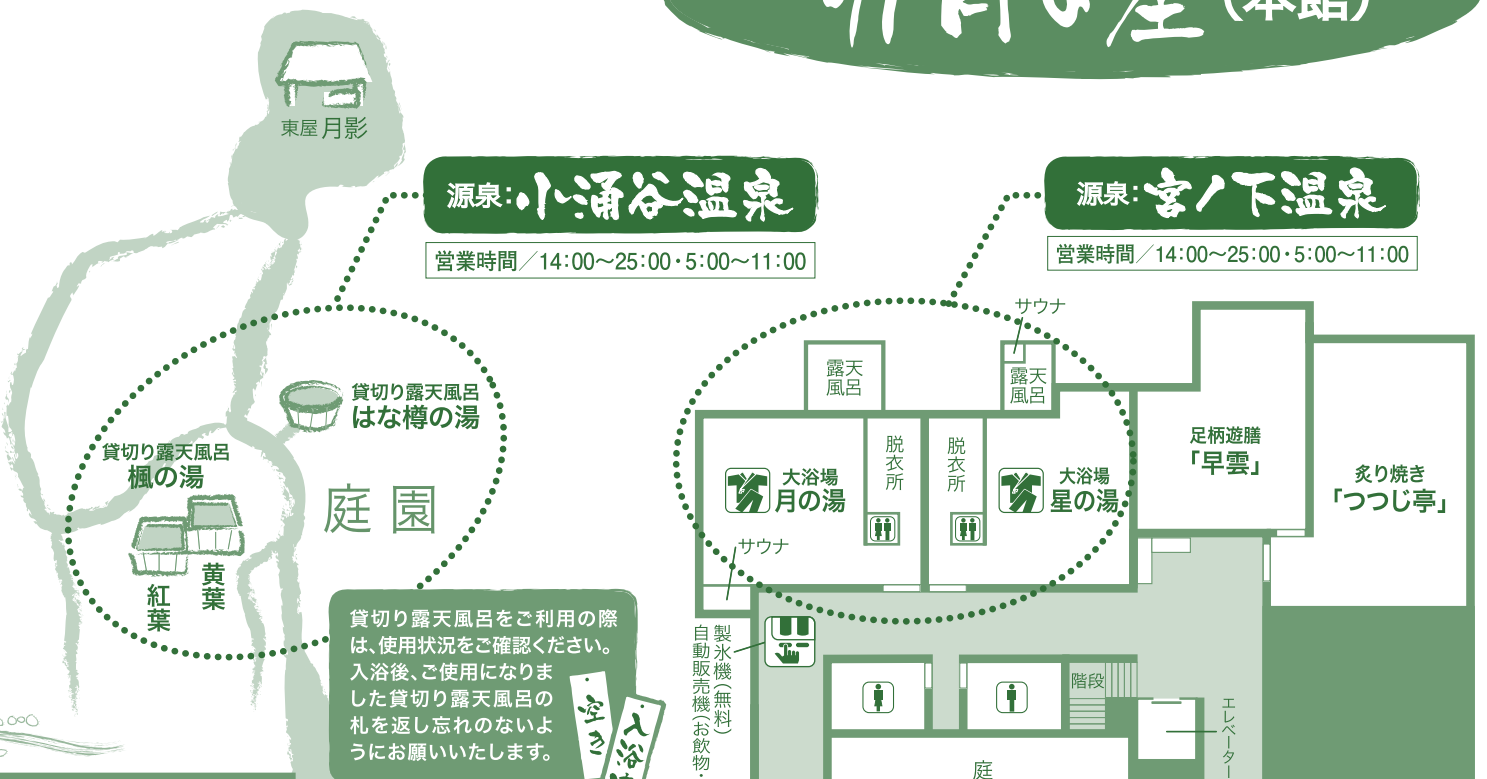 (本館)
東屋 月影
源泉:小涌谷温泉
営業時間／14:00〜25:00・5:00〜11:00
源泉:宮ノ下温泉
営業時間／14:00〜25:00・5:00〜11:00
貸切り露天風呂
はな樽の湯
貸切り露天風呂
楓の湯
紅葉
黄葉
庭園
貸切り露天風呂をご利用の際
は、使用状況をご確認ください。
入浴後、ご使用になりま
した貸切り露天風呂の
札を返し忘れのないよ
うにお願いいたします。
空き
入浴
サウナ
露天
風呂
露天
風呂
大浴場
月の湯
脱衣所
脱衣所
大浴場
星の湯
サウナ
足柄遊膳
「早雲」
炙り焼き
「つつじ亭」
製氷機(無料)
自動販売機(お飲物・
階段
エレベーター
庭